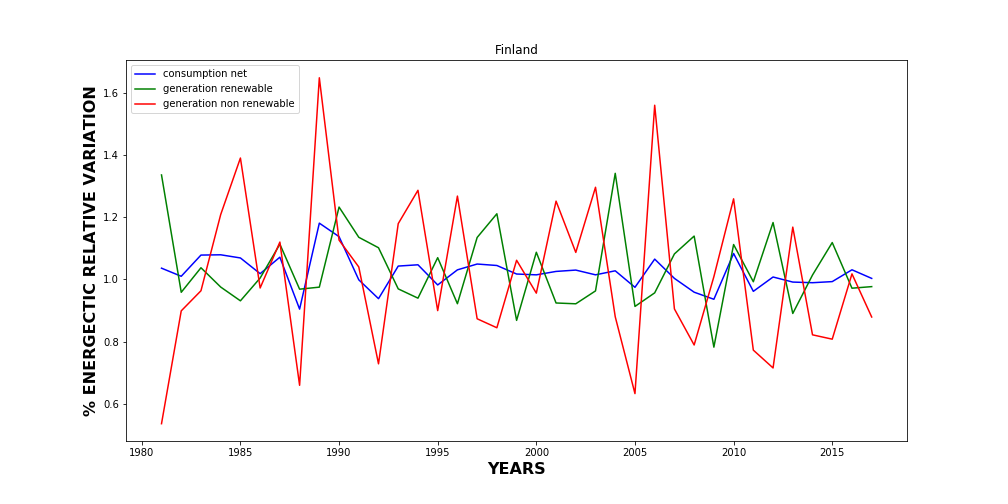 Finland
consumption net
generation renewable
generation non renewable
% ENERGECTIC RELATIVE VARIATION
1.6
1.4
1.2
1.0
0.8
0.6
1980 1985 1990 1995 2000 2005 2010 2015
YEARS